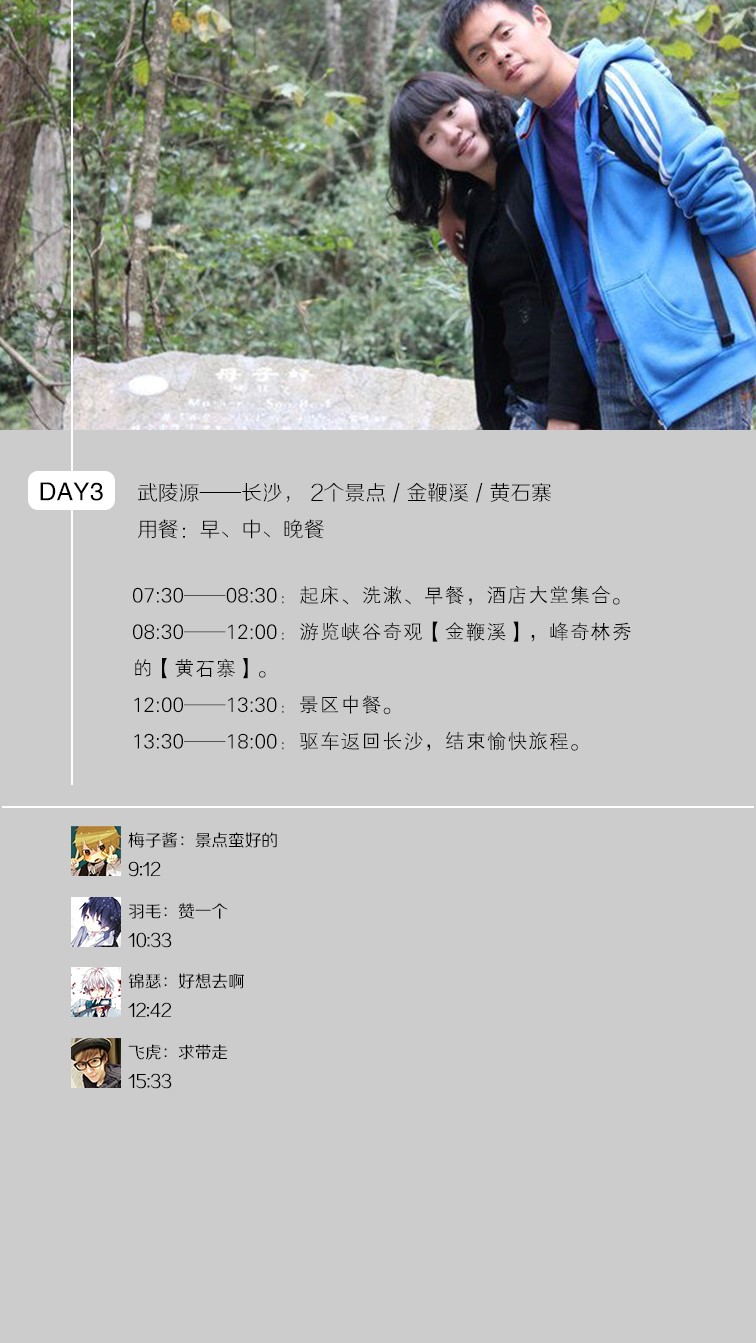 母子峰
DAY3
武陵源——长沙， 2个景点 / 金鞭溪 / 黄石寨
用餐：早、中、晚餐
07:30——08:30：起床、洗漱、早餐，酒店大堂集合。
08:30——12:00：游览峡谷奇观【金鞭溪】，峰奇林秀
的【黄石寨】。
12:00——13:30：景区中餐。
13:30——18:00：驱车返回长沙，结束愉快旅程。
梅子酱：景点蛮好的
9:12
羽毛：赞一个
10:33
锦瑟：好想去啊
12:42
飞虎：求带走
15:33